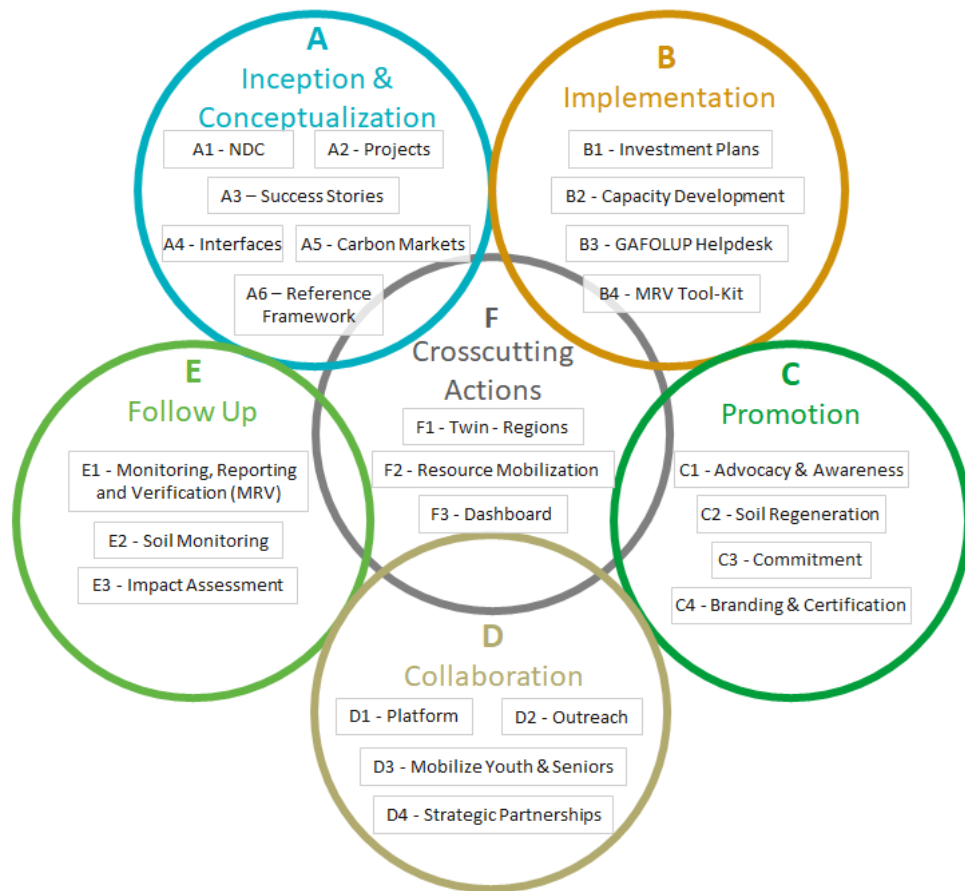 A
Inception &
Conceptualization
A1 - NDC
A2 - Projects
A3 – Success Stories
A4 - Interfaces
A5 - Carbon Markets
A6 – Reference
Framework
B
Implementation
B1 - Investment Plans
B2 - Capacity Development
B3 - GAFOLUP Helpdesk
B4 - MRV Tool-Kit
F
Crosscutting
Actions
F1 - Twin - Regions
F2 - Resource Mobilization
F3 - Dashboard
E
Follow Up
E1 - Monitoring, Reporting
and Verification (MRV)
E2 - Soil Monitoring
E3 - Impact Assessment
C
Promotion
C1 - Advocacy & Awareness
C2 - Soil Regeneration
C3 - Commitment
C4 - Branding & Certification
D
Collaboration
D1 - Platform
D2 - Outreach
D3 - Mobilize Youth & Seniors
D4 - Strategic Partnerships